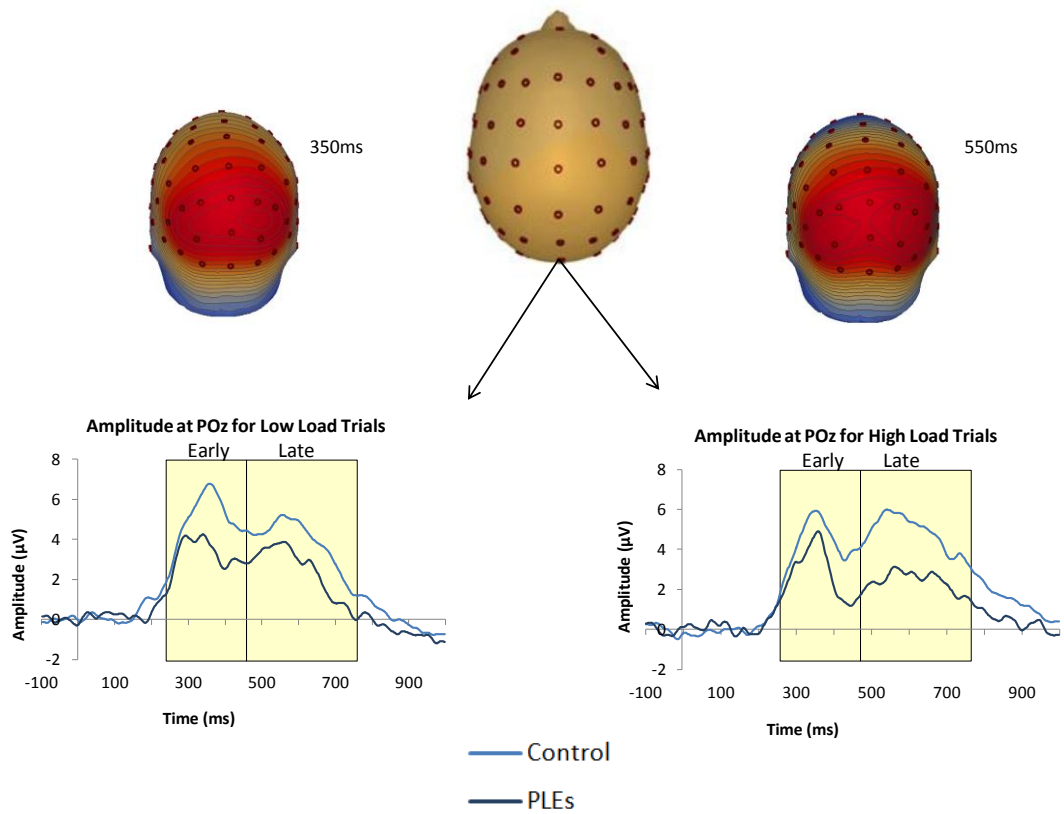 350ms
550ms
Amplitude at POz for Low Load Trials
Early Late
8
6
4
2
0
-2
-100 100 300 500 700 900
Amplitude (µV)
Time (ms)
Amplitude at POz for High Load Trials
Early Late
8
6
4
2
0
-2
-100 100 300 500 700 900
Amplitude (µV)
Time (ms)
Control
PLEs